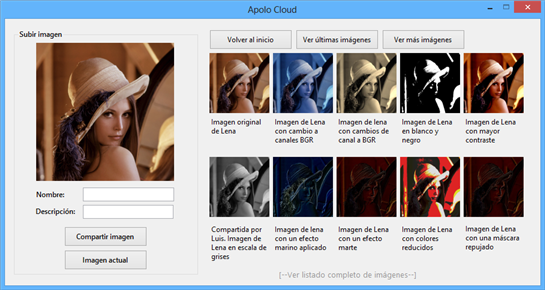 Apolo Cloud
Subir imagen
Nombre:
Descripción:
Compartir imagen
Imagen actual
Volver al inicio
Ver últimas imágenes
Ver más imágenes
Imagen original
de Lena
Imagen de Lena
con cambio a
canales BGR
Imagen de lena
con cambios de
canal a BGR
Imagen de Lena
en blanco y
negro
Imagen de Lena
con mayor
contraste
Compartida por
Luis. Imagen de
Lena en escala de
grises
Imagen de lena
con un efecto
marino aplicado
Imagen de Lena
con un efecto
marte
Imagen de Lena
con colores
reducidos
Imagen de Lena
con una máscara
repujado
[--Ver listado completo de imágenes--]